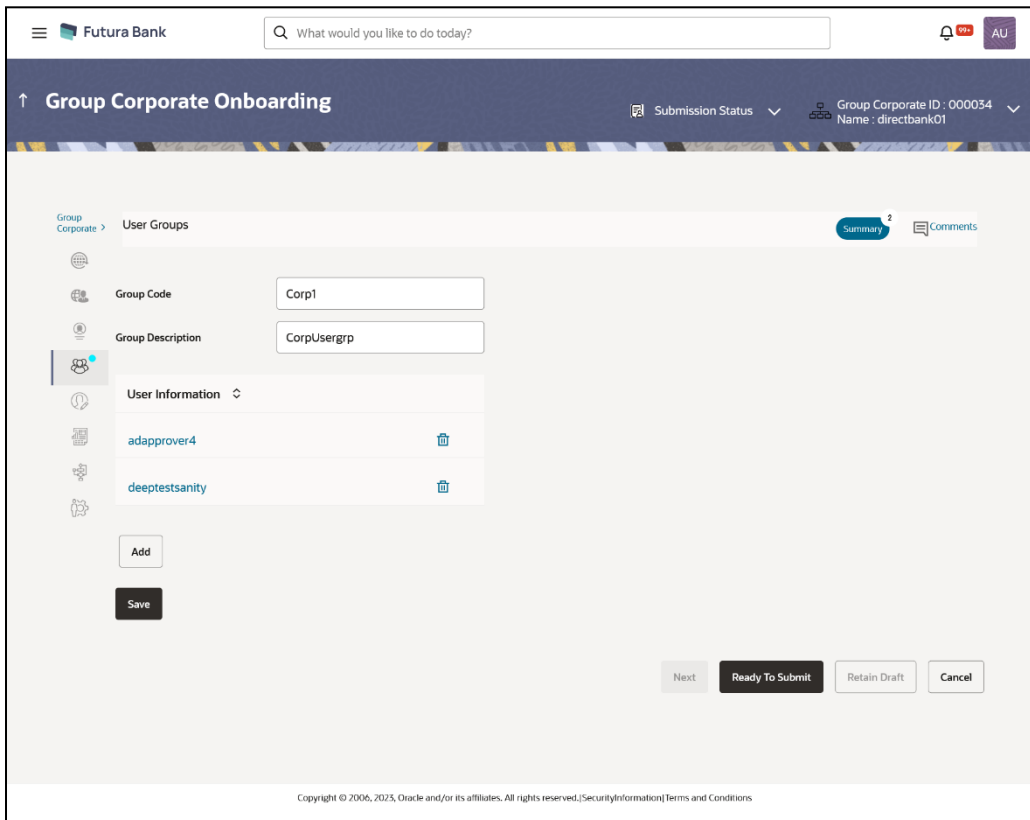 Futura Bank
What would you like to do today?
99+
AU
Group Corporate Onboarding
Submission Status
Group Corporate ID : 000034
Name : directbank01
Group
Corporate >
User Groups
Summary
2
Comments
Group Code
Corp1
Group Description
CorpUsergrp
User Information
adapprover4
deeptestsanity
Add
Save
Next
Ready To Submit
Retain Draft
Cancel
Copyright © 2006, 2023, Oracle and/or its affiliates. All rights reserved.|SecurityInformation|Terms and Conditions